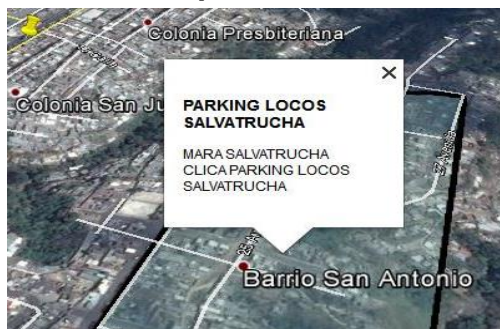 Colonia Presbiteriana
Colonia San Ju
PARKING LOCOS
SALVATRUCHA
MARA SALVATRUCHA
CLICA PARKING LOCOS
SALVATRUCHA
Barrio San Antonio